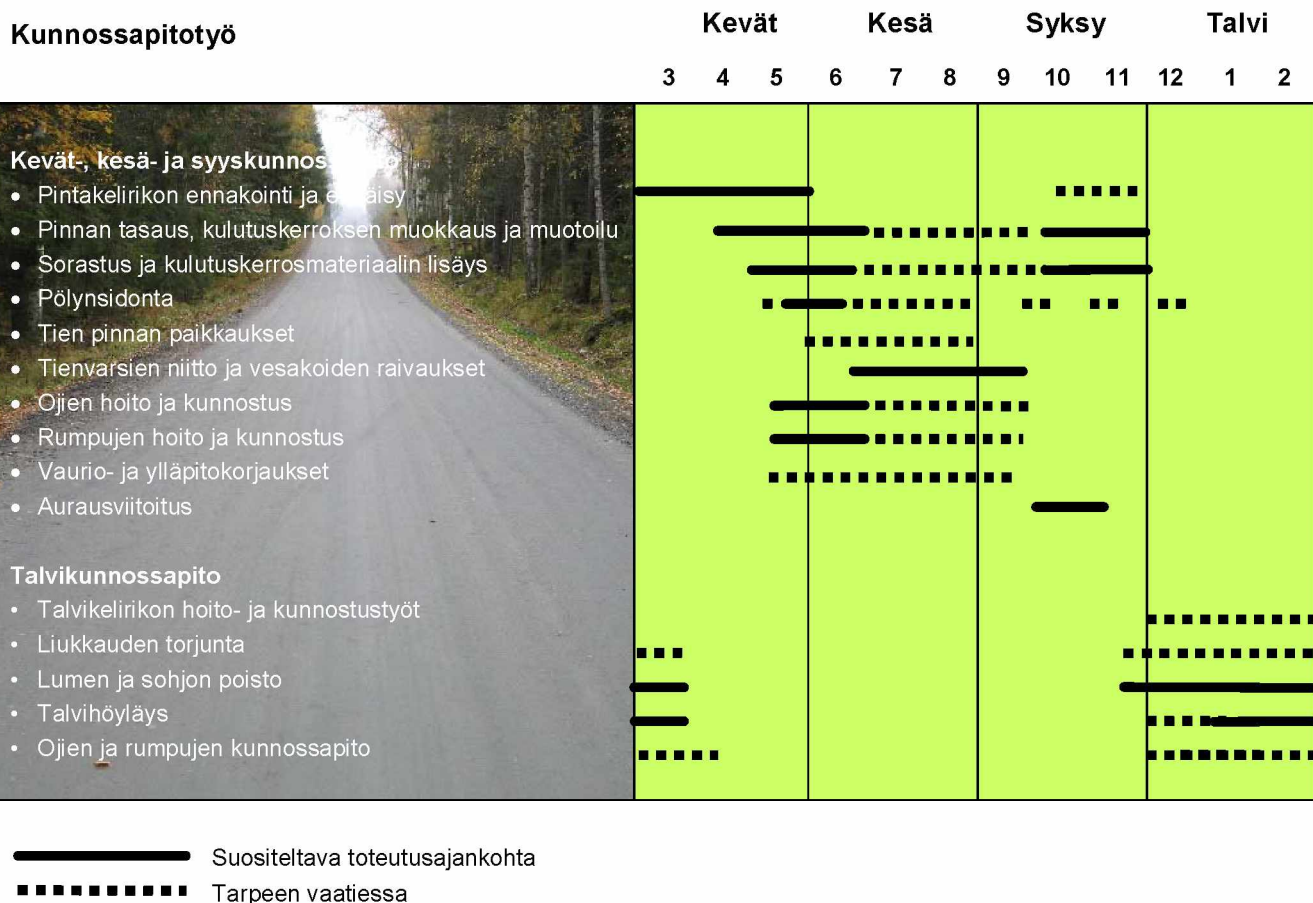 Kunnossapitotyö
Kevät Kesä Syksy Talvi
3 4 5 6 7 8 9 10 11 12 1 2
Kevät-, kesä- ja syyskunnos
• Pintakelirikon ennakointi ja
• Pinnan tasaus, kulutuskerroksen muokkaus ja muotoilu
• Sorastus ja kulutuskerrosmateriaalin lisäys
• Pölynsidonta
• Tien pinnan paikkaukset
• Tienvarsien niitto ja vesakoiden raivaukset
• Ojien hoito ja kunnostus
• Rumpujen hoito ja kunnostus
• Vaurio- ja ylläpitokorjaukset
• Aurausviitoitus
Talvikunnossapito
• Talvikelirikon hoito- ja kunnostustyöt
• Liukkauden torjunta
• Lumen ja sohjon poisto
• Talvihöyläys
• Ojien ja rumpujen kunnossapito
Suositeltava toteutusajankohta
Tarpeen vaatiessa